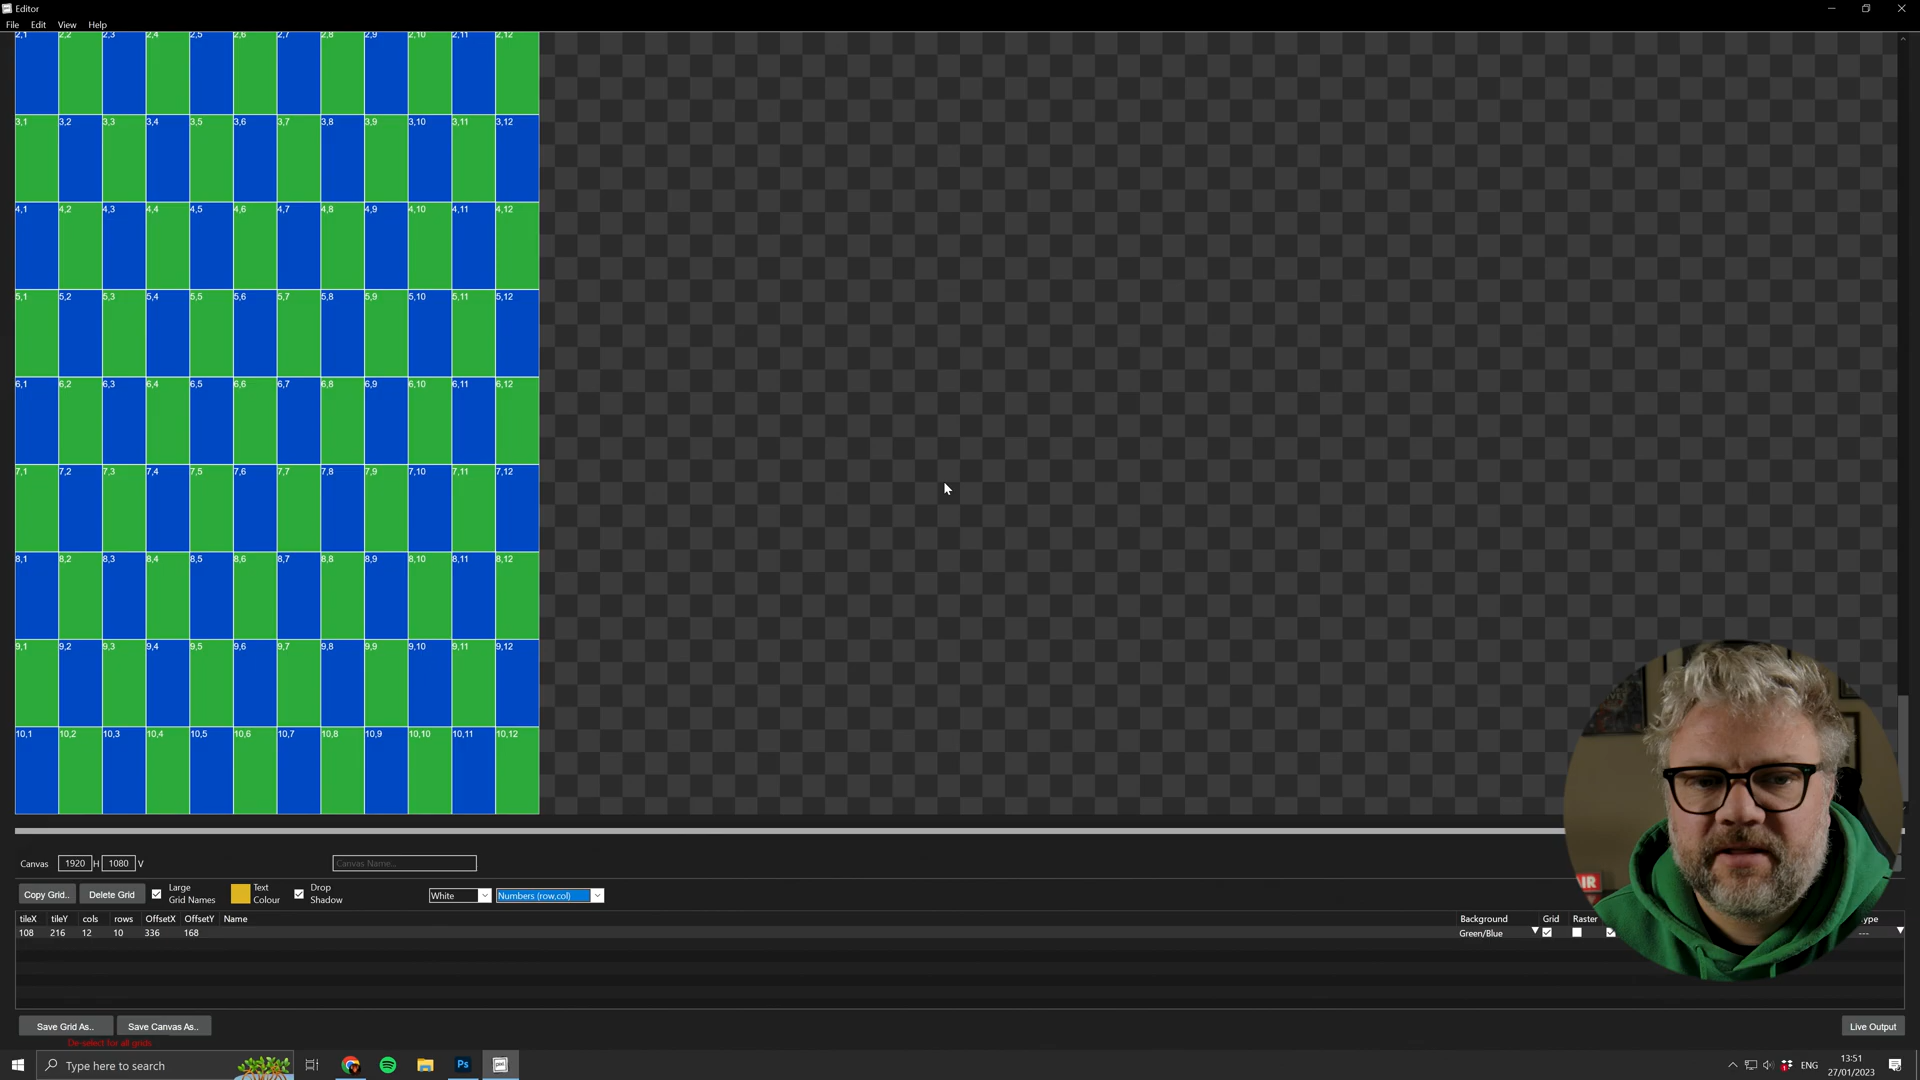 Editor
File Edit View Help
2,1 2,2 2,3 2,4 2,5 2,6 2,7 2,8 2,9 2,10 2,11 2,12
3,1 3,2 3,3 3,4 3,5 3,6 3,7 3,8 3,9 3,10 3,11 3,12
4,1 4,2 4,3 4,4 4,5 4,6 4,7 4,8 4,9 4,10 4,11 4,12
5,1 5,2 5,3 5,4 5,5 5,6 5,7 5,8 5,9 5,10 5,11 5,12
6,1 6,2 6,3 6,4 6,5 6,6 6,7 6,8 6,9 6,10 6,11 6,12
7,1 7,2 7,3 7,4 7,5 7,6 7,7 7,8 7,9 7,10 7,11 7,12
8,1 8,2 8,3 8,4 8,5 8,6 8,7 8,8 8,9 8,10 8,11 8,12
9,1 9,2 9,3 9,4 9,5 9,6 9,7 9,8 9,9 9,10 9,11 9,12
10,1 10,2 10,3 10,4 10,5 10,6 10,7 10,8 10,9 10,10 10,11 10,12
Canvas 1920 H 1080 V Canvas Name...
Copy Grid.. Delete Grid Large Grid Names Text Colour Drop Shadow White Numbers (row,col)
tileX tileY cols rows OffsetX OffsetY Name Background Grid Raster
108 216 12 10 336 168 Green/Blue ---
Save Grid As.. Save Canvas As.. Live Output
De-select for all grids
Type here to search Ps ENG 13:51
27/01/2023